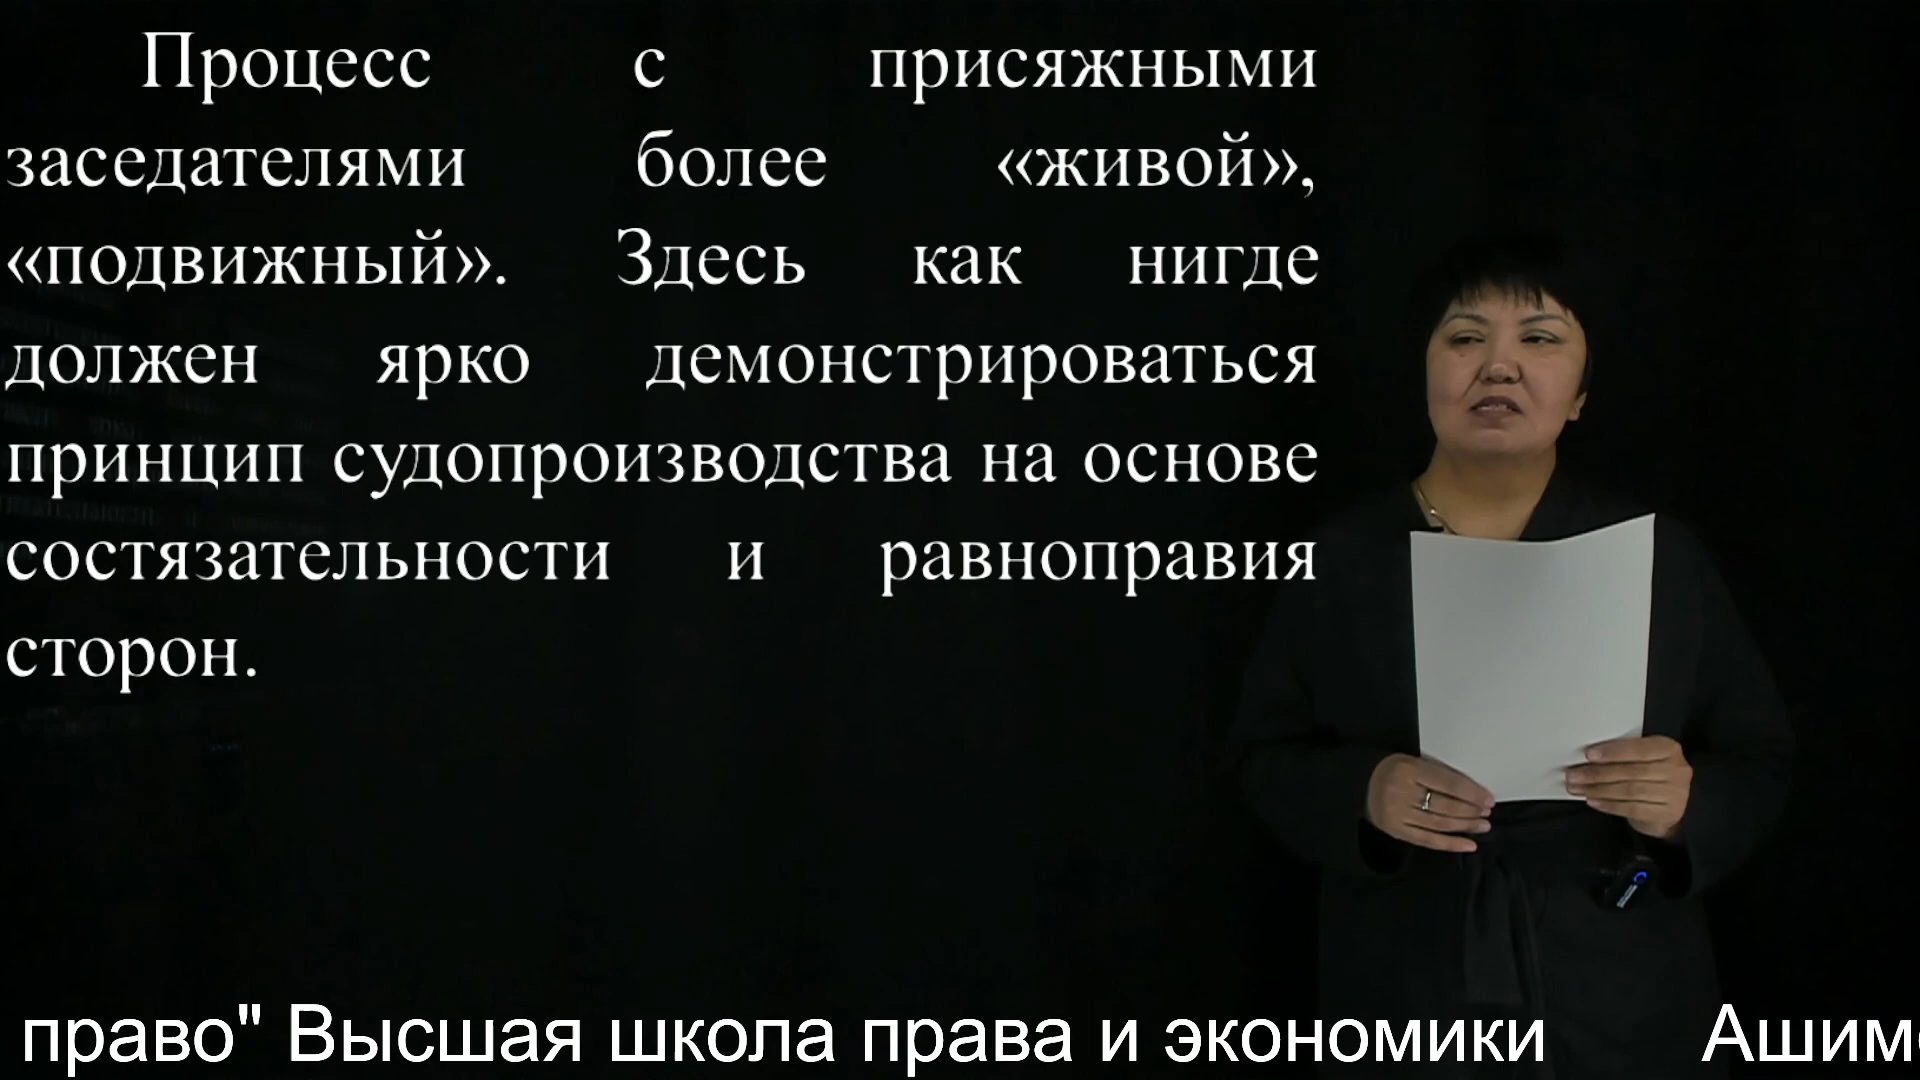 Процесс с присяжными
заседателями более «живой»,
«подвижный». Здесь как нигде
должен ярко демонстрироваться
принцип судопроизводства на основе
состязательности и равноправия
сторон.
право" Высшая школа права и экономики